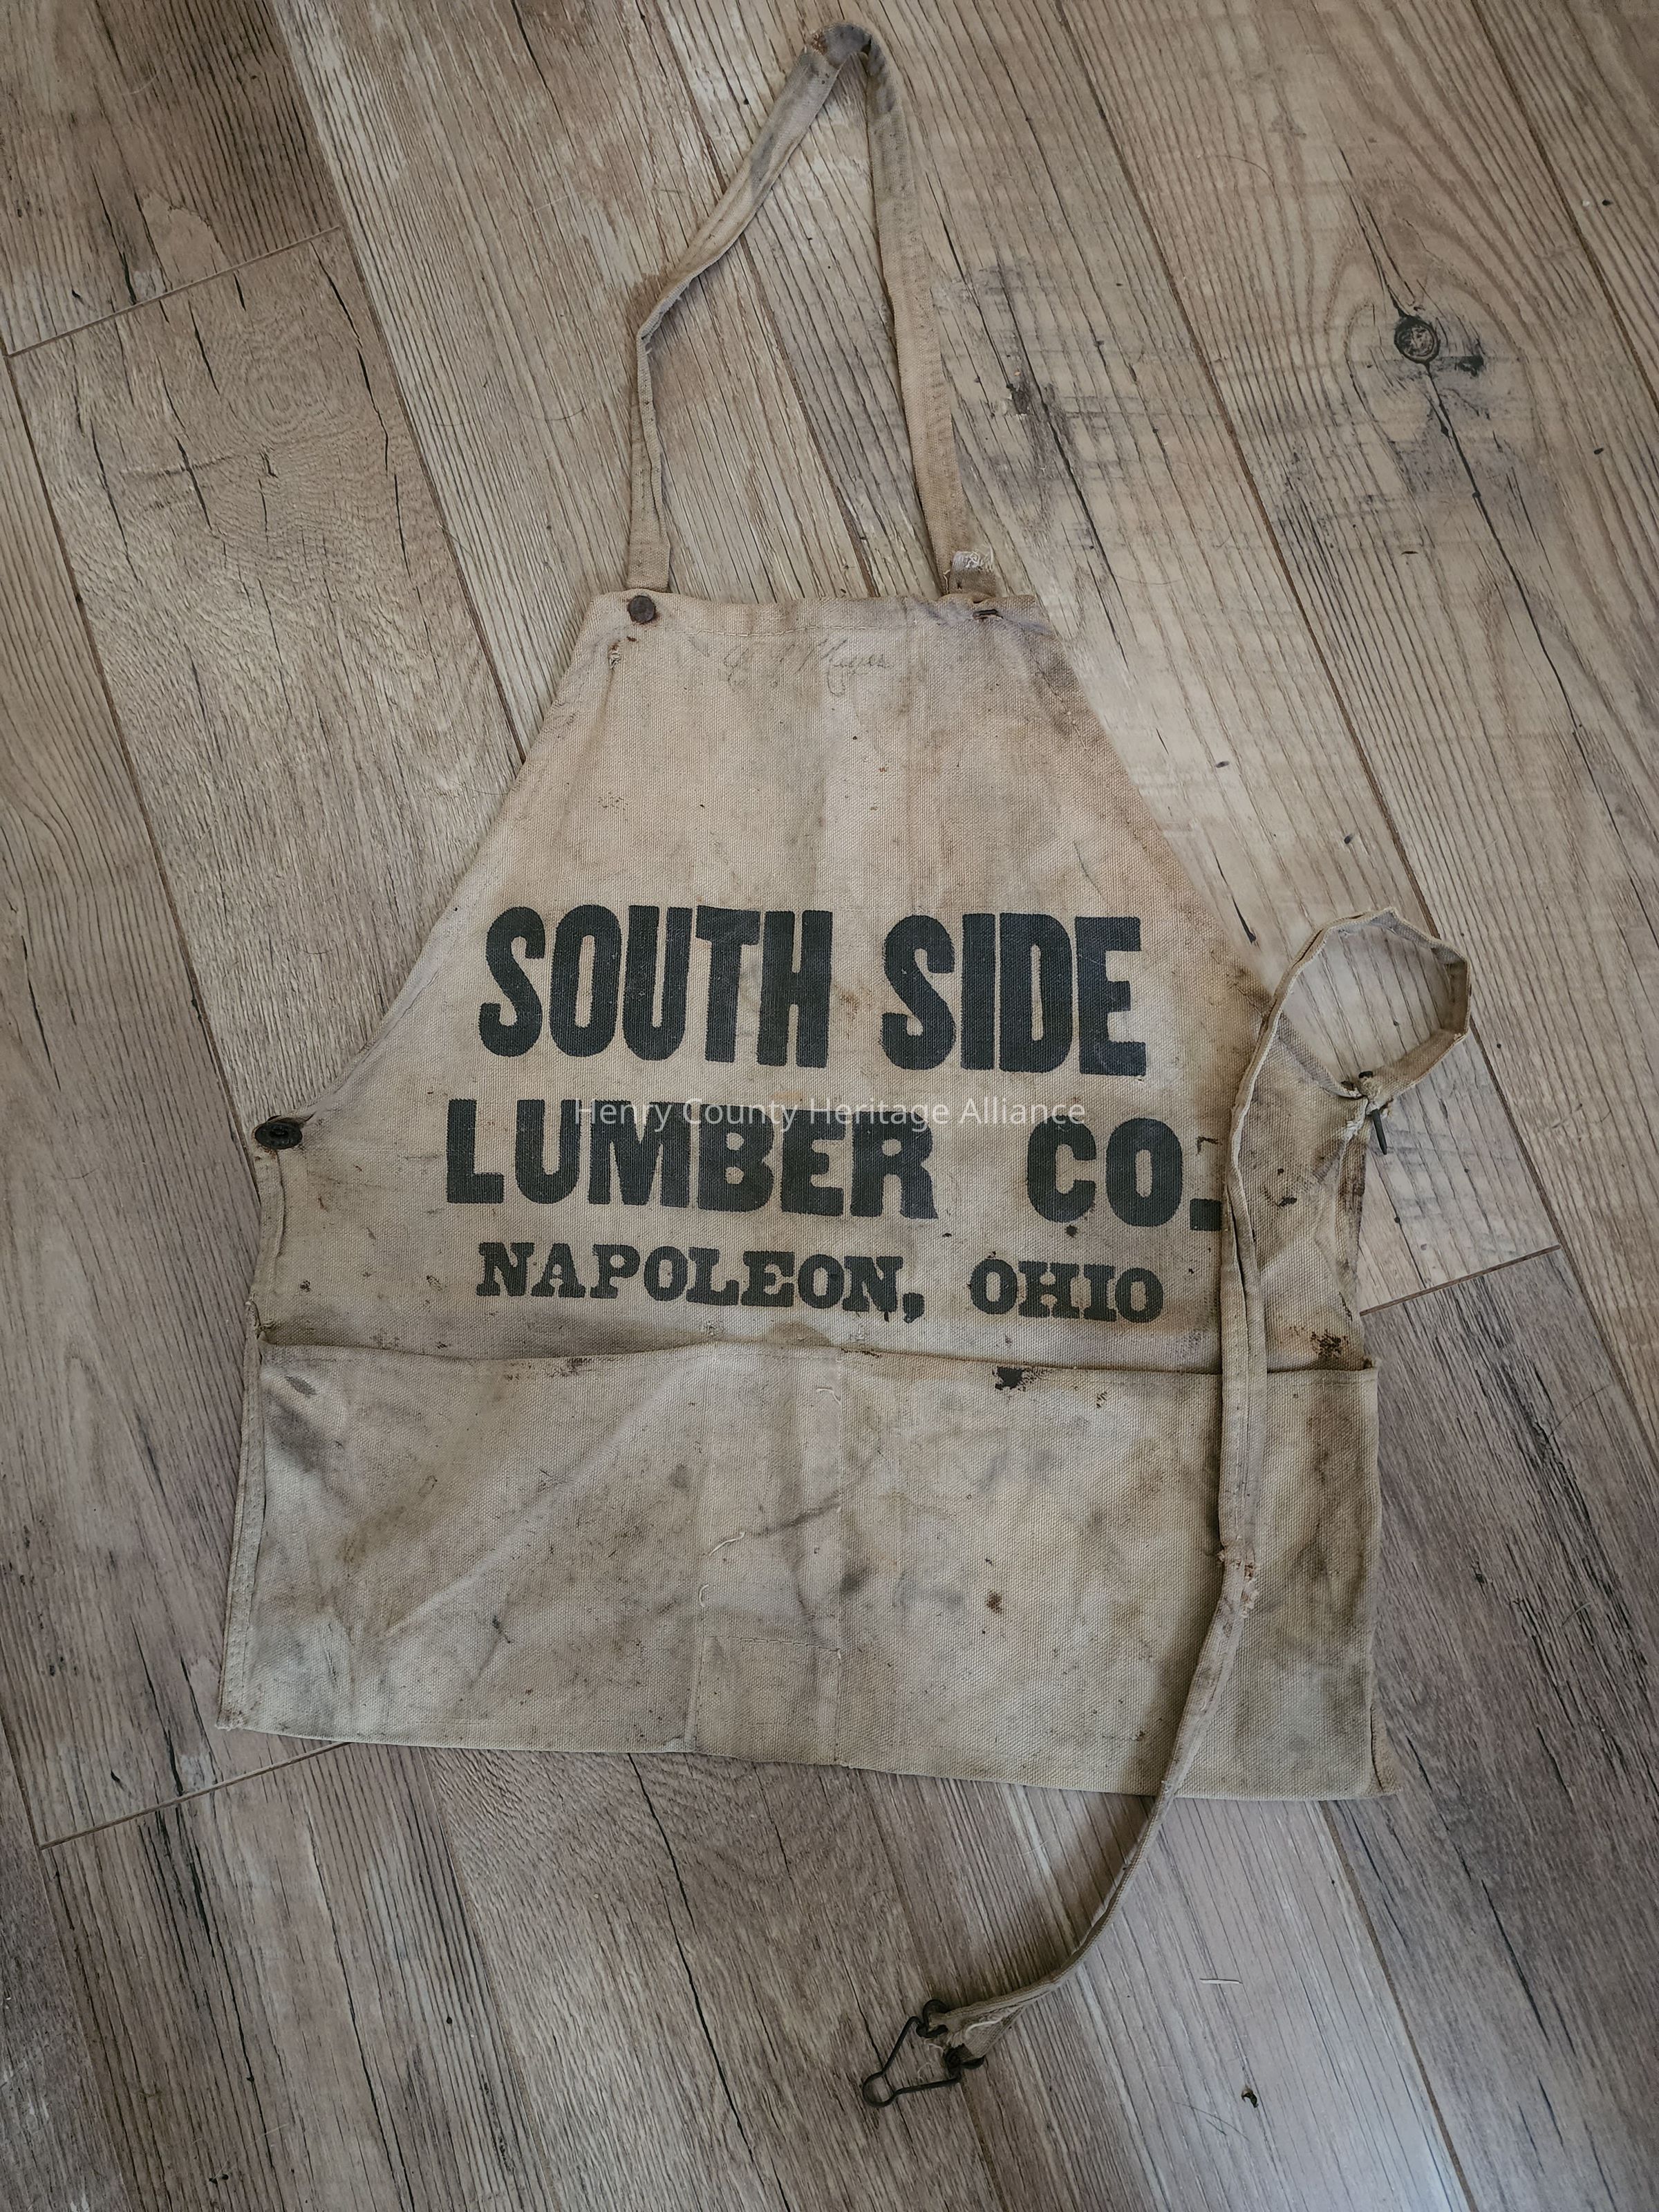 SOUTH SIDE
LUMBER CO.
Henry County Heritage Alliance
NAPOLEON, OHIO